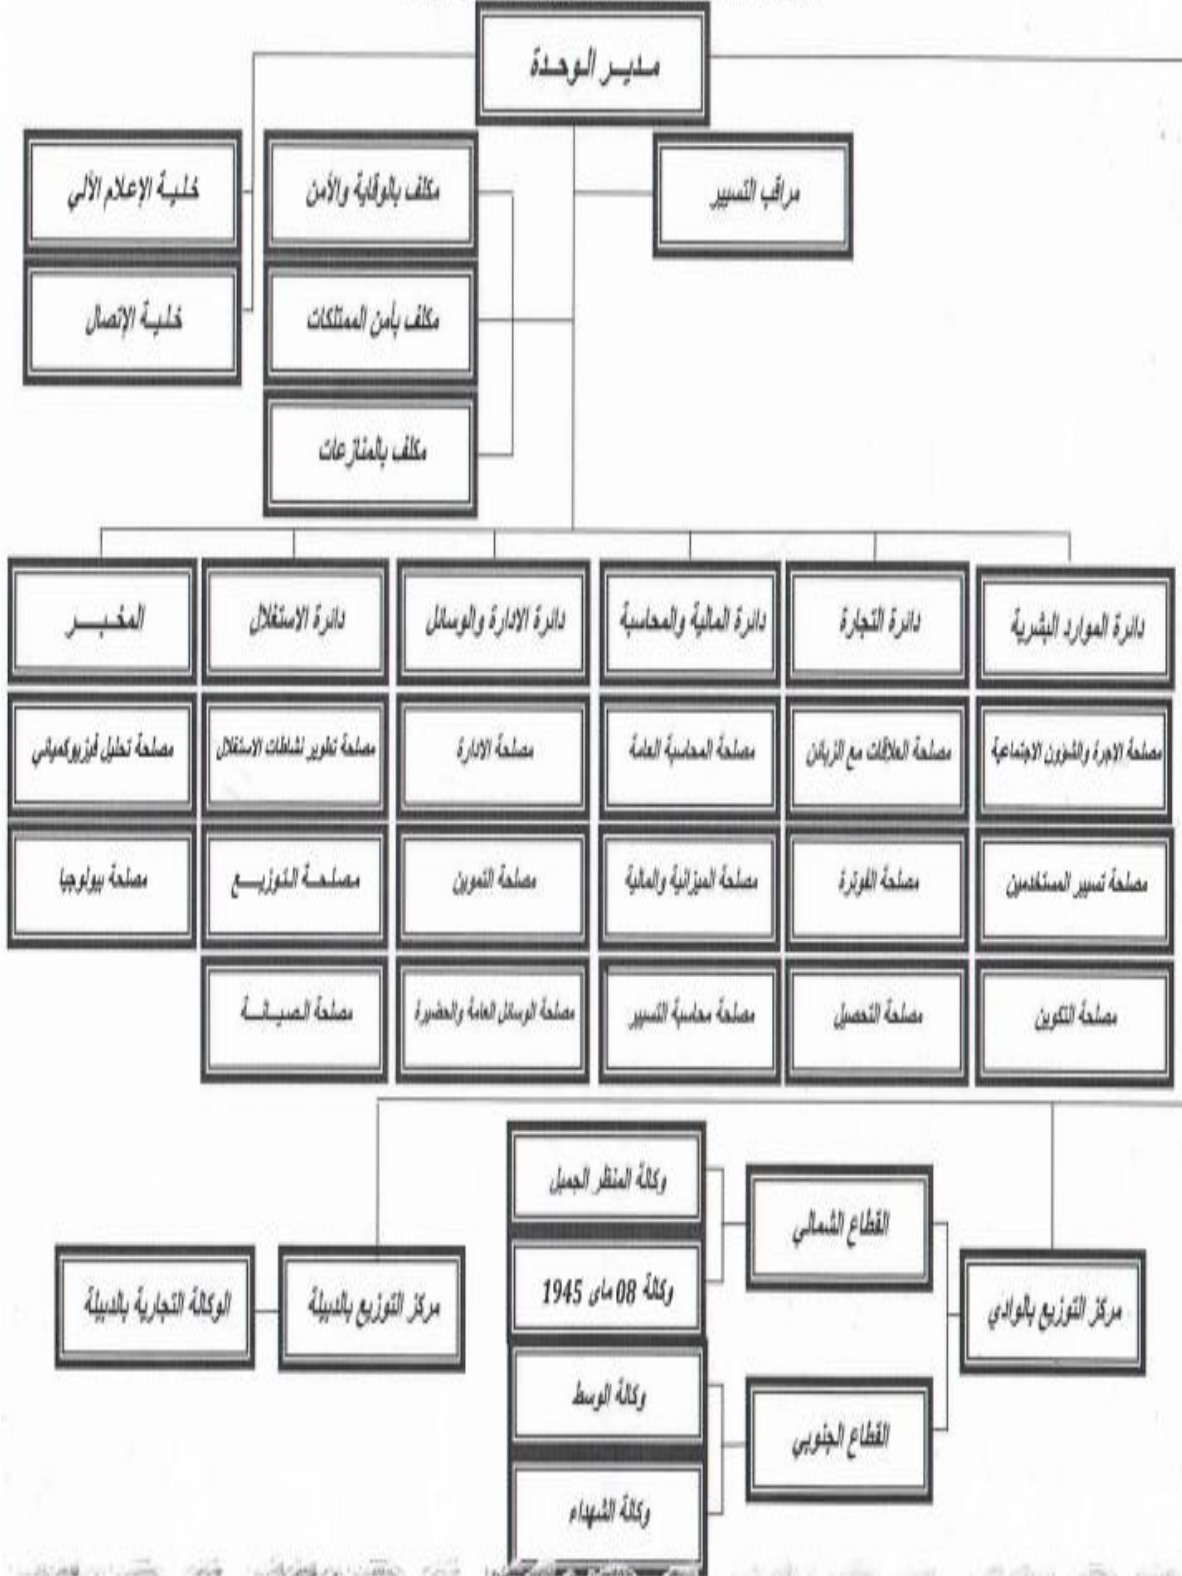 مدير الوحدة
مراقب التسيير
مكلف بالوقاية والأمن
خلية الإعلام الألي
مكلف بأمن الممتلكات
خلية الإتصال
مكلف بالمنازعات
دائرة الموارد البشرية
دائرة التجارة
دائرة المالية والمحاسبة
دائرة الادارة والوسائل
دائرة الاستغلال
المخبر
مصلحة الاجرة والشؤون الاجتماعية
مصلحة العلاقات مع الزبائن
مصلحة المحاسبة العامة
مصلحة الادارة
مصلحة تطوير نشاطات الاستغلال
مصلحة تحليل فيزيوكميائي
مصلحة تسيير المستخدمين
مصلحة الفوترة
مصلحة الميزانية والمالية
مصلحة التموين
مصلحة التوزيع
مصلحة بيولوجيا
مصلحة التكوين
مصلحة التحصيل
مصلحة محاسبة التسيير
مصلحة الوسائل العامة والحضيرة
مصلحة الصيانة
مركز التوزيع بالوادي
القطاع الشمالي
وكالة المنظر الجميل
وكالة 08 ماي 1945
القطاع الجنوبي
وكالة الوسط
وكالة الشهداء
مركز التوزيع بالدبيلة
الوكالة التجارية بالدبيلة